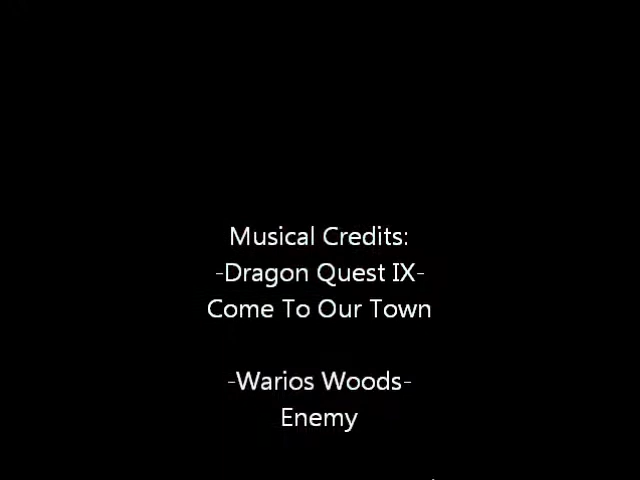 Musical Credits:
-Dragon Quest IX-
Come To Our Town
-Warios Woods-
Enemy